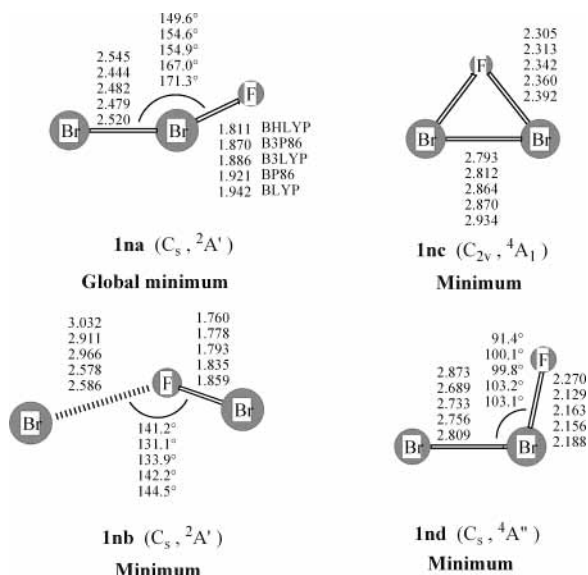 149.6°
154.6°
154.9°
167.0°
171.3°
2.545
2.444
2.482
2.479
2.520
F
Br
Br
1.811 BHLYP
1.870 B3P86
1.886 B3LYP
1.921 BP86
1.942 BLYP
1na (Cs , 2A')
Global minimum
2.305
2.313
2.342
2.360
2.392
F
Br
Br
2.793
2.812
2.864
2.870
2.934
1nc (C2v , 4A1)
Minimum
3.032
2.911
2.966
2.578
2.586
1.760
1.778
1.793
1.835
1.859
F
Br
Br
141.2°
131.1°
133.9°
142.2°
144.5°
1nb (Cs , 2A')
Minimum
91.4°
100.1°
99.8°
103.2°
103.1°
F
2.873
2.689
2.733
2.756
2.809
2.270
2.129
2.163
2.156
2.188
Br
Br
1nd (Cs , 4A")
Minimum